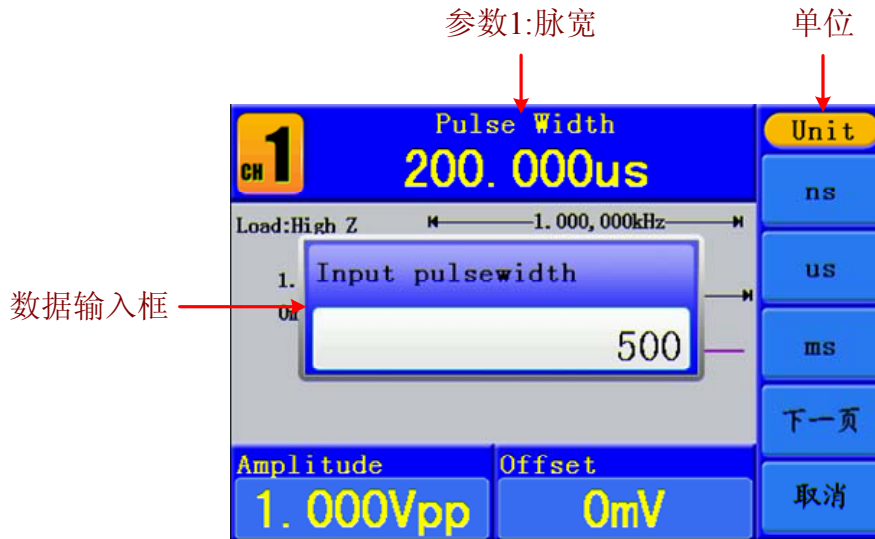 参数1:脉宽
单位
CH 1
Pulse Width
200.000us
Unit
ns
us
ms
下一页
取消
Load:High Z
1.000,000kHz
1.
0m
数据输入框
Input pulsewidth
500
Amplitude
1.000Vpp
Offset
0mV